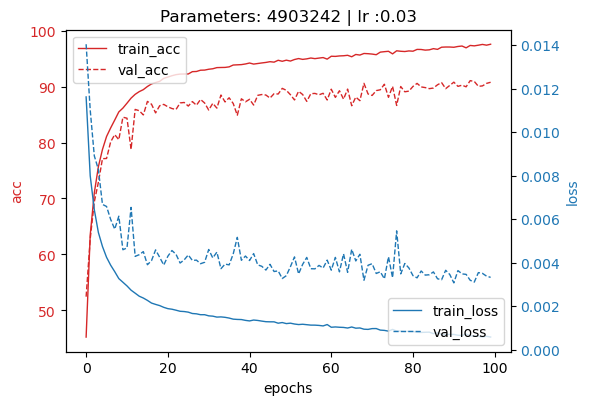 Parameters: 4903242 | lr :0.03
100
90
80
70
60
50
acc
train_acc
val_acc
0.014
0.012
0.010
0.008
0.006
0.004
0.002
0.000
loss
train_loss
val_loss
0 20 40 60 80 100
epochs